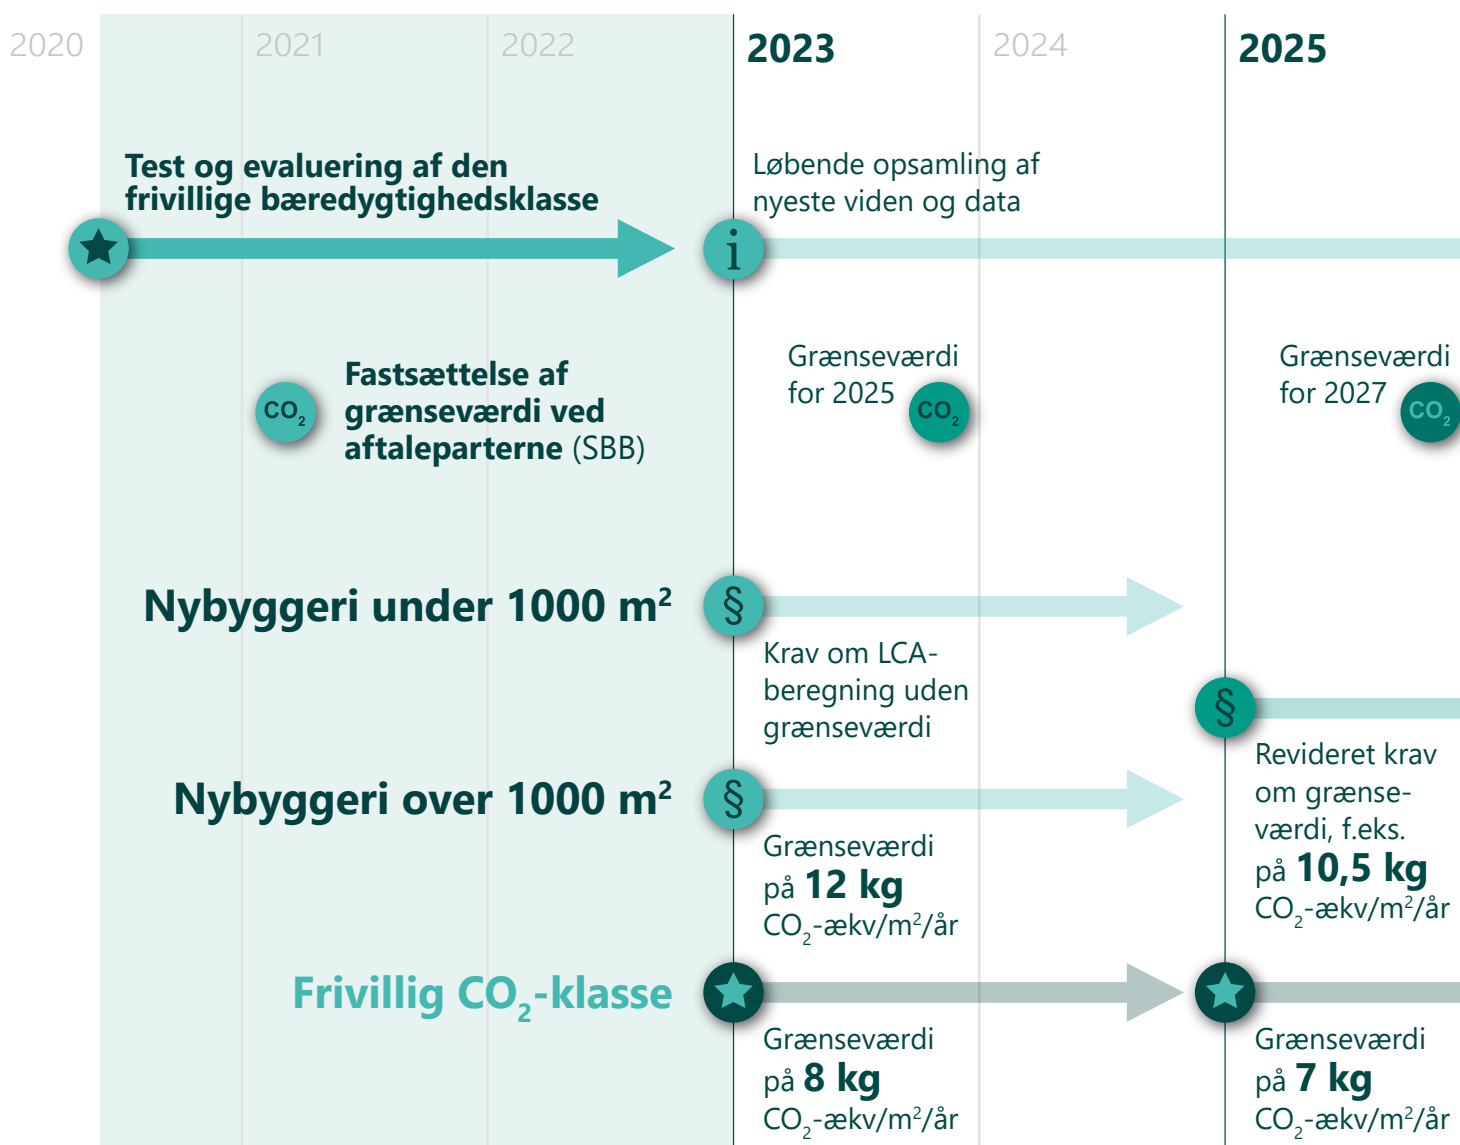 2020
2021
2022
2023
2024
2025
Test og evaluering af den
frivillige bæredygtighedsklasse
Løbende opsamling af
nyeste viden og data
i
CO₂
Fastsættelse af
grænseværdi ved
aftaleparterne (SBB)
Grænseværdi
for 2025
CO₂
Grænseværdi
for 2027
CO₂
Nybyggeri under 1000 m²
§
Krav om LCA-
beregning uden
grænseværdi
Nybyggeri over 1000 m²
§
Grænseværdi
på 12 kg
CO₂-ækv/m²/år
§
Revideret krav
om grænse-
værdi, f.eks.
på 10,5 kg
CO₂-ækv/m²/år
Frivillig CO₂-klasse
Grænseværdi
på 8 kg
CO₂-ækv/m²/år
Grænseværdi
på 7 kg
CO₂-ækv/m²/år